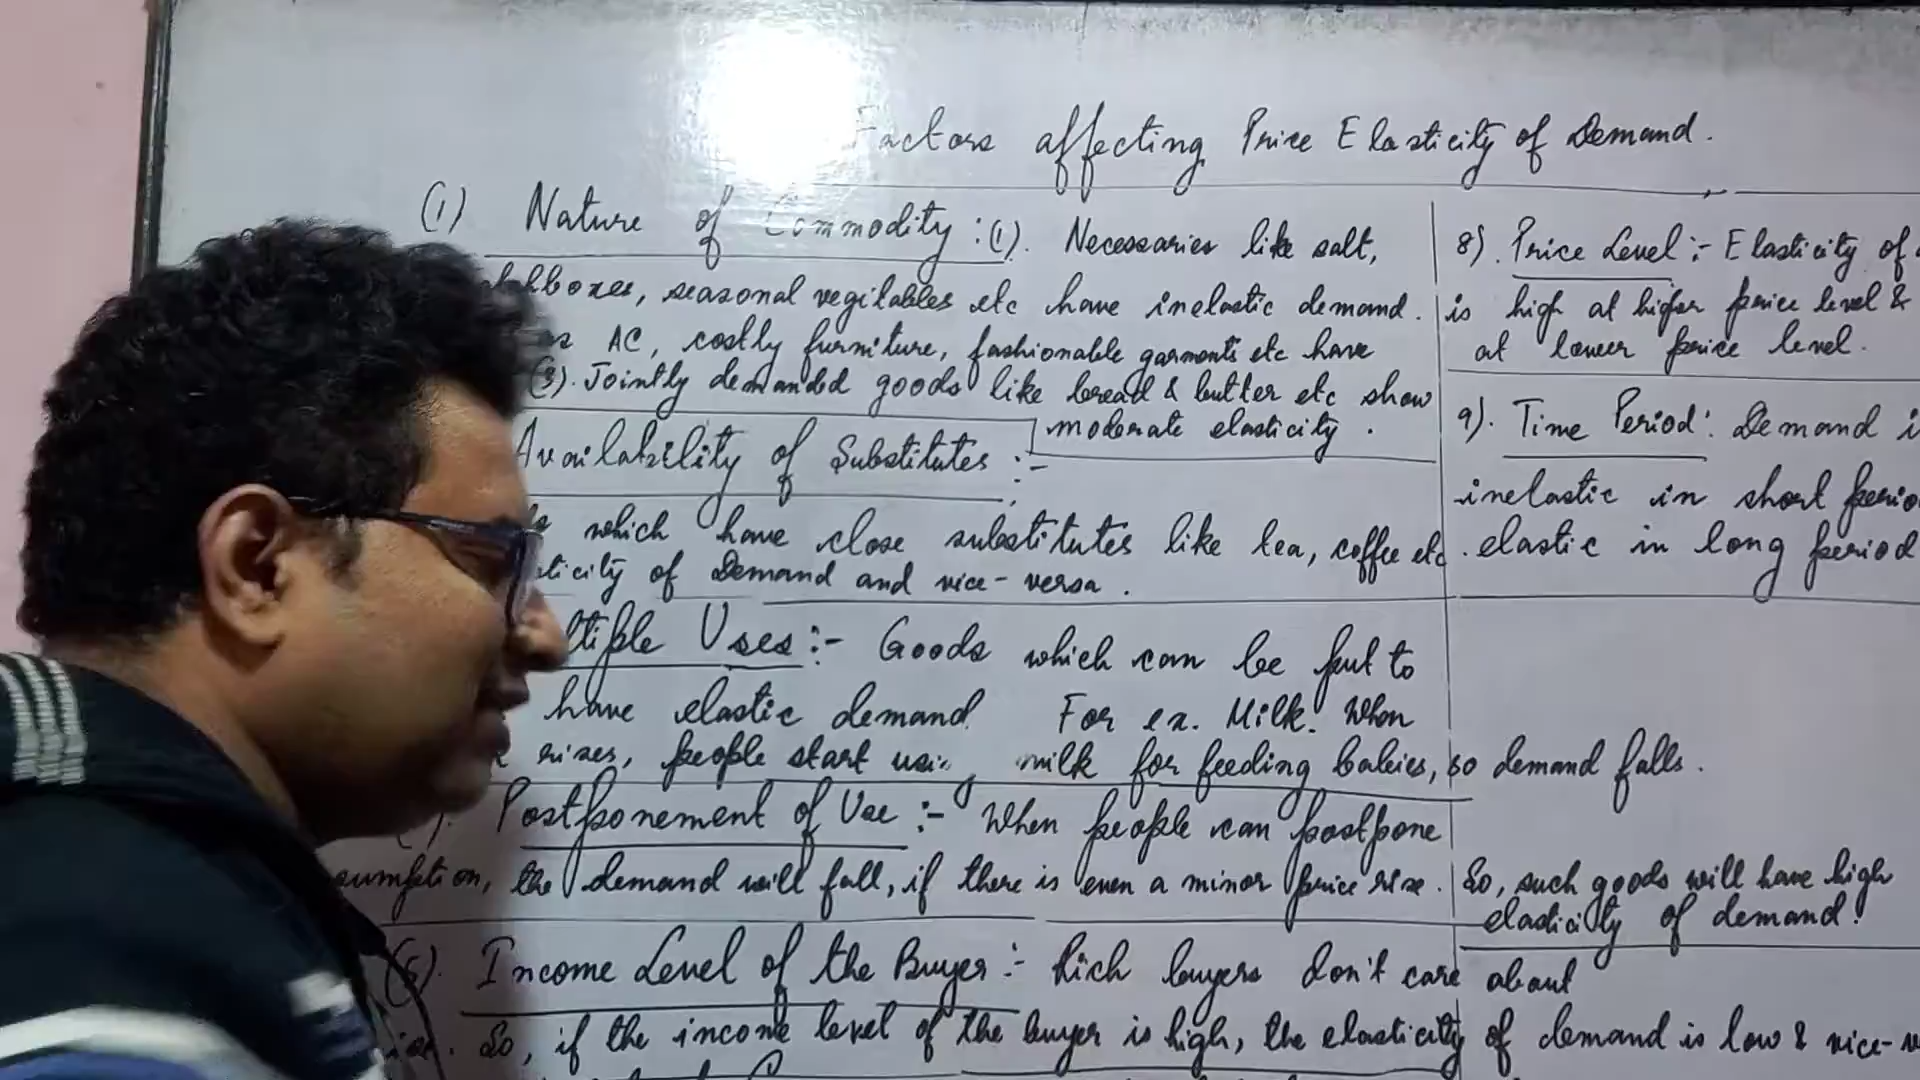 Factors affecting Price Elasticity of Demand.
(1) Nature of Commodity :(1). Necessaries like salt,
seasonal vegitables etc have inelastic demand.
AC, costly furniture, fashionable garments etc have
(3). Jointly demanded goods like bread & butter etc show
moderate elasticity.
Availability of Substitutes :-
which have close substitutes like tea, coffee etc.
of Demand and vice-versa.
Uses :- Goods which can be put to
have elastic demand For ex. Milk. When
rises, people start using milk for feeding babies, so demand falls.
Postponement of Use :- When people can postpone
the demand will fall, if there is even a minor price rise. So, such goods will have high
elasticity of demand.
(5). Income Level of the Buyer :- Rich buyers don't care about
So, if the income level of the buyer is high, the elasticity of demand is low & vice-
8). Price Level :- Elasticity of
is high at higher price level &
at lower price level.
9). Time Period : Demand
inelastic in short
elastic in long period